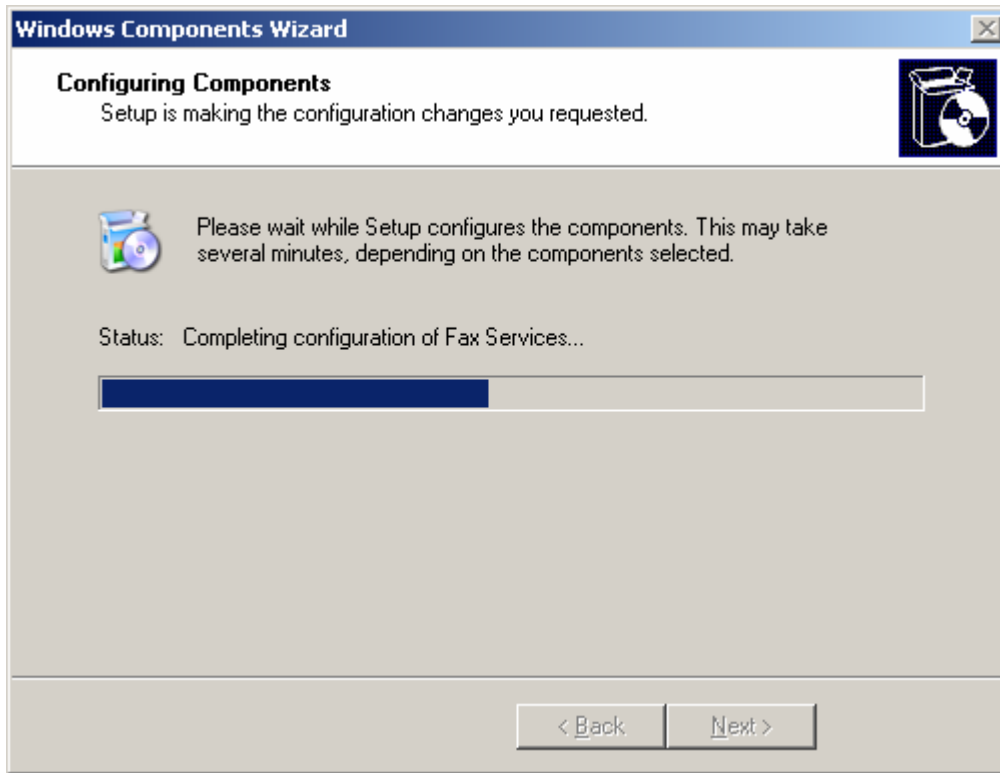 Windows Components Wizard
Configuring Components
Setup is making the configuration changes you requested.
Please wait while Setup configures the components. This may take
several minutes, depending on the components selected.
Status: Completing configuration of Fax Services...
< Back Next >